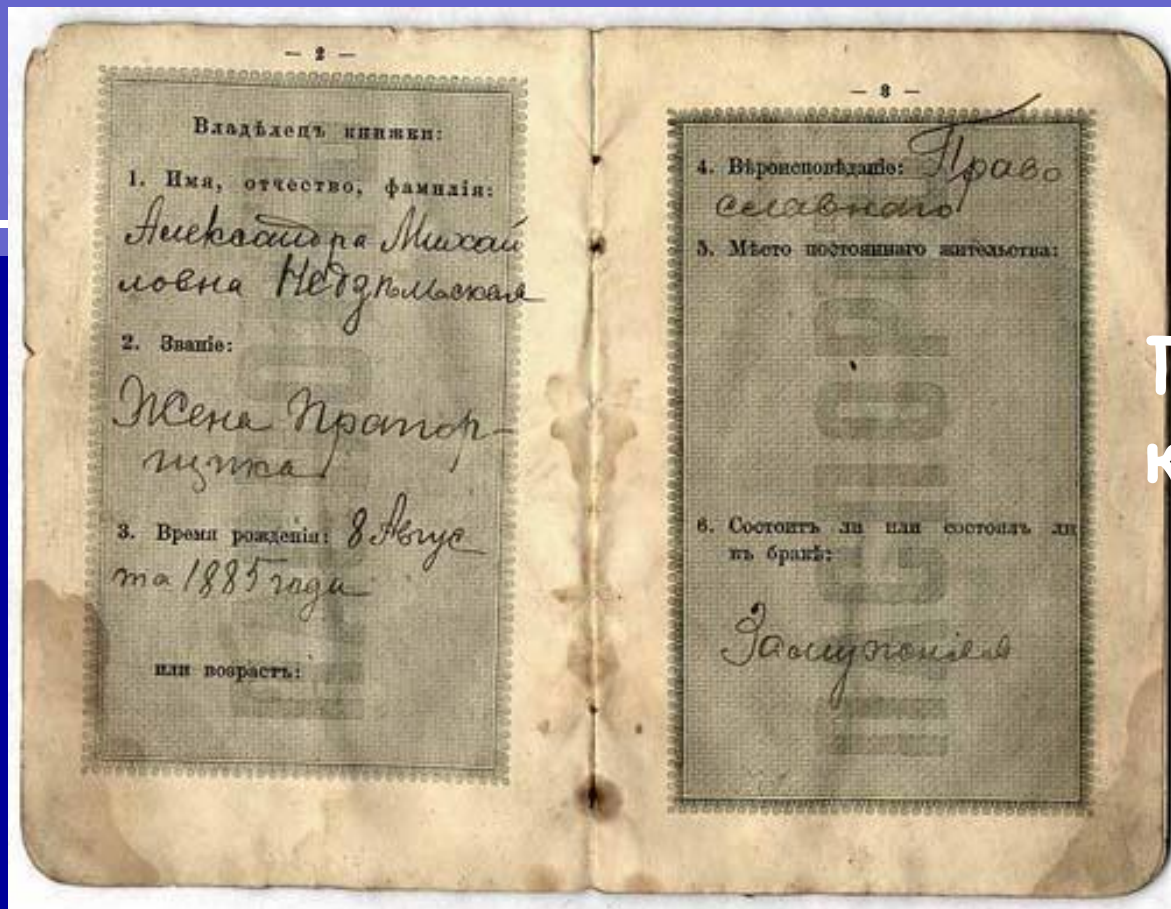 — 2 —
Владѣлецъ книжки:
1. Имя, отчество, фамилія:
Александра Михай
ловна
2. Званіе:
Жена Прапор-
щика
3. Время рожденія: 8 Авгус
та 1885 года
или возрастъ:
— 3 —
4. Вѣроисповѣданіе: Право
славнаго
5. Мѣсто постояннаго жительства:
6. Состоитъ ли или состоялъ ли
въ бракѣ:
Замужняя
Т
к